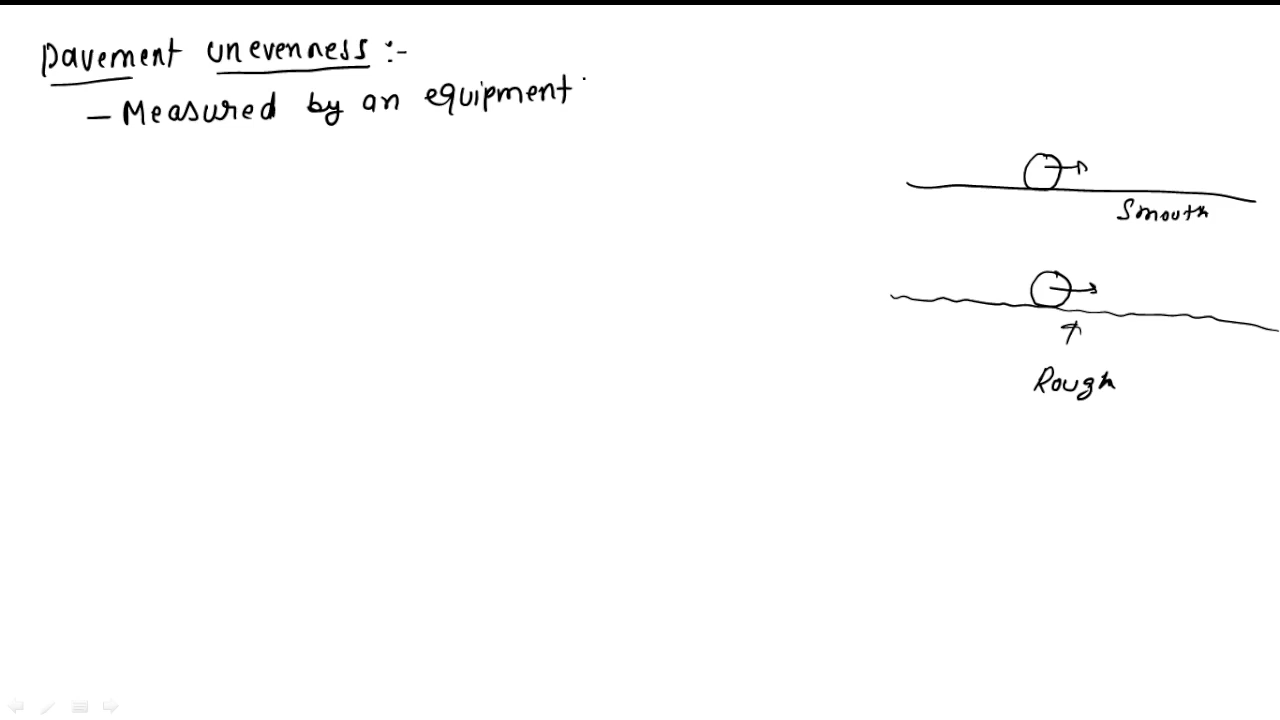 Pavement unevenness :-
– Measured by an equipment
Smooth
Rough